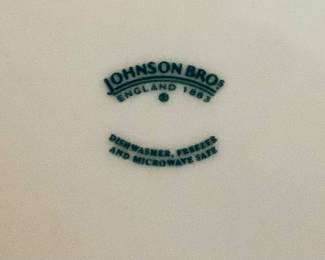 JOHNSON BROS
ENGLAND 1883
®
DISHWASHER, FREEZER
AND MICROWAVE SAFE